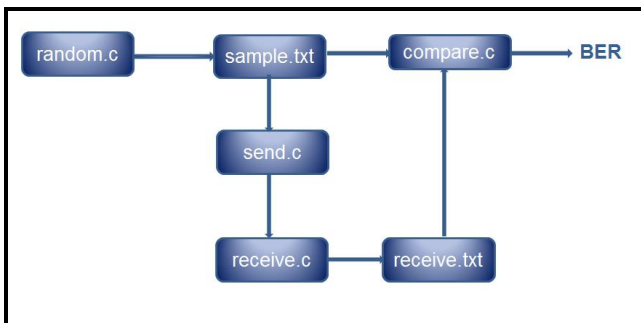 random.c
sample.txt
compare.c
BER
send.c
receive.c
receive.txt